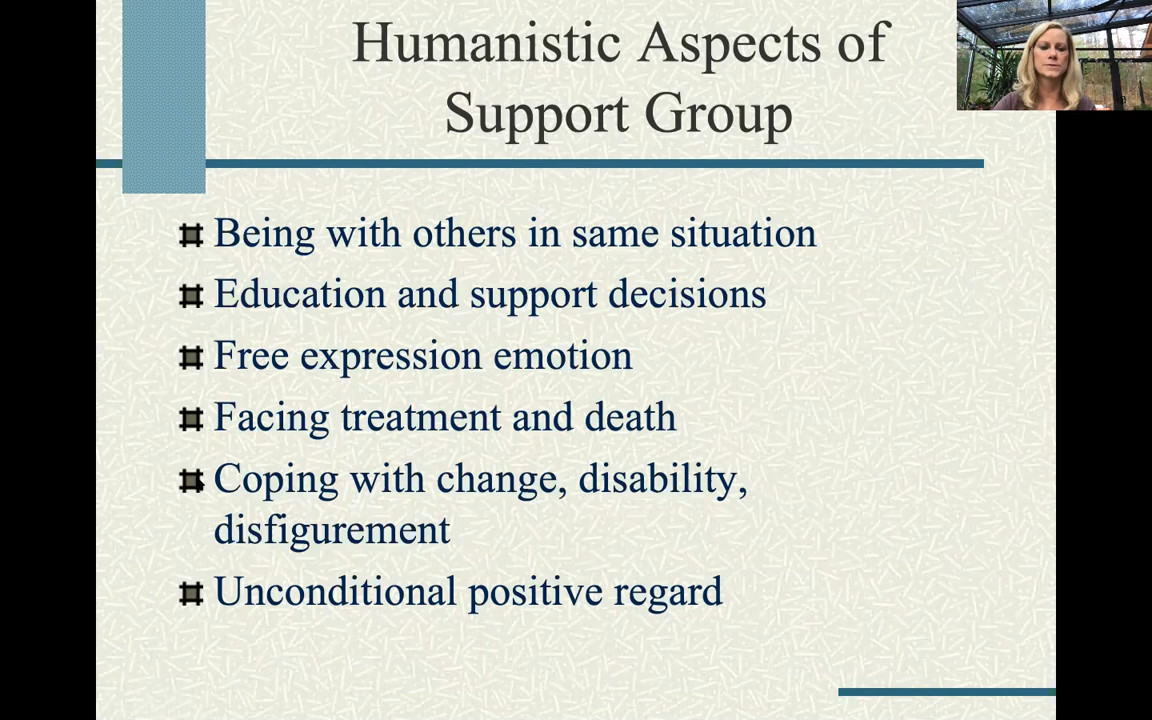 Humanistic Aspects of
Support Group
Being with others in same situation
Education and support decisions
Free expression emotion
Facing treatment and death
Coping with change, disability,
disfigurement
Unconditional positive regard